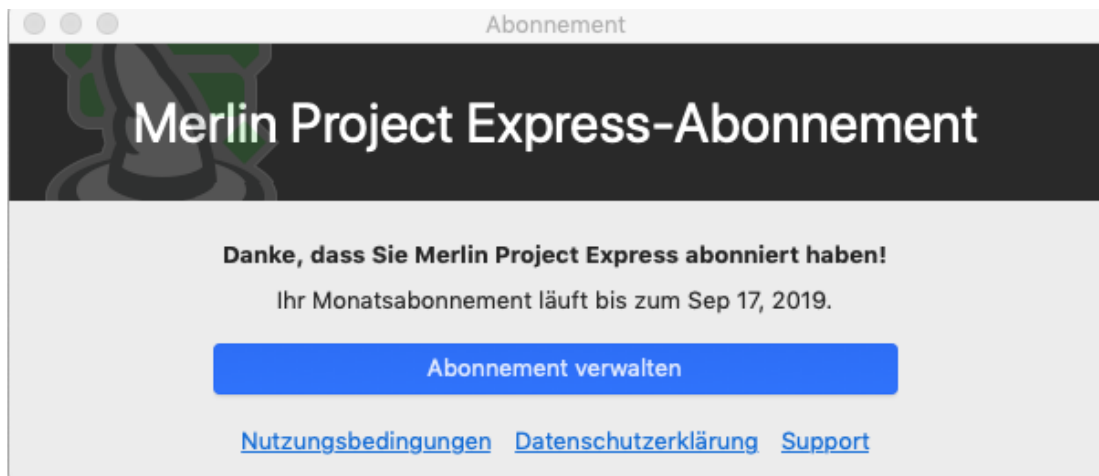 Abonnement
Merlin Project Express-Abonnement
Danke, dass Sie Merlin Project Express abonniert haben!
Ihr Monatsabonnement läuft bis zum Sep 17, 2019.
Abonnement verwalten
Nutzungsbedingungen Datenschutzerklärung Support